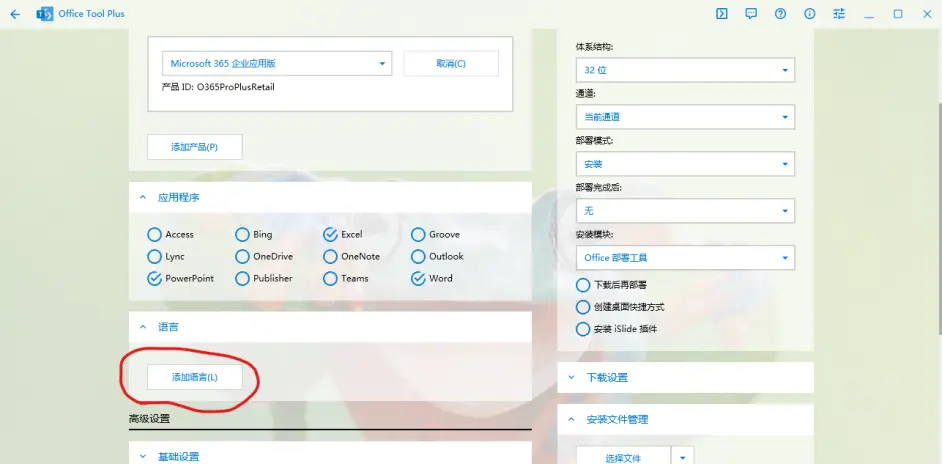 Office Tool Plus
Microsoft 365 企业应用版
取消(C)
产品 ID: O365ProPlusRetail
添加产品(P)
应用程序
Access
Bing
Excel
Groove
Lync
OneDrive
OneNote
Outlook
PowerPoint
Publisher
Teams
Word
语言
添加语言(L)
高级设置
基础设置
体系结构:
32 位
通道:
当前通道
部署模式:
安装
部署完成后:
无
安装模块:
Office 部署工具
下载后再部署
创建桌面快捷方式
安装 iSlide 插件
下载设置
安装文件管理
选择文件